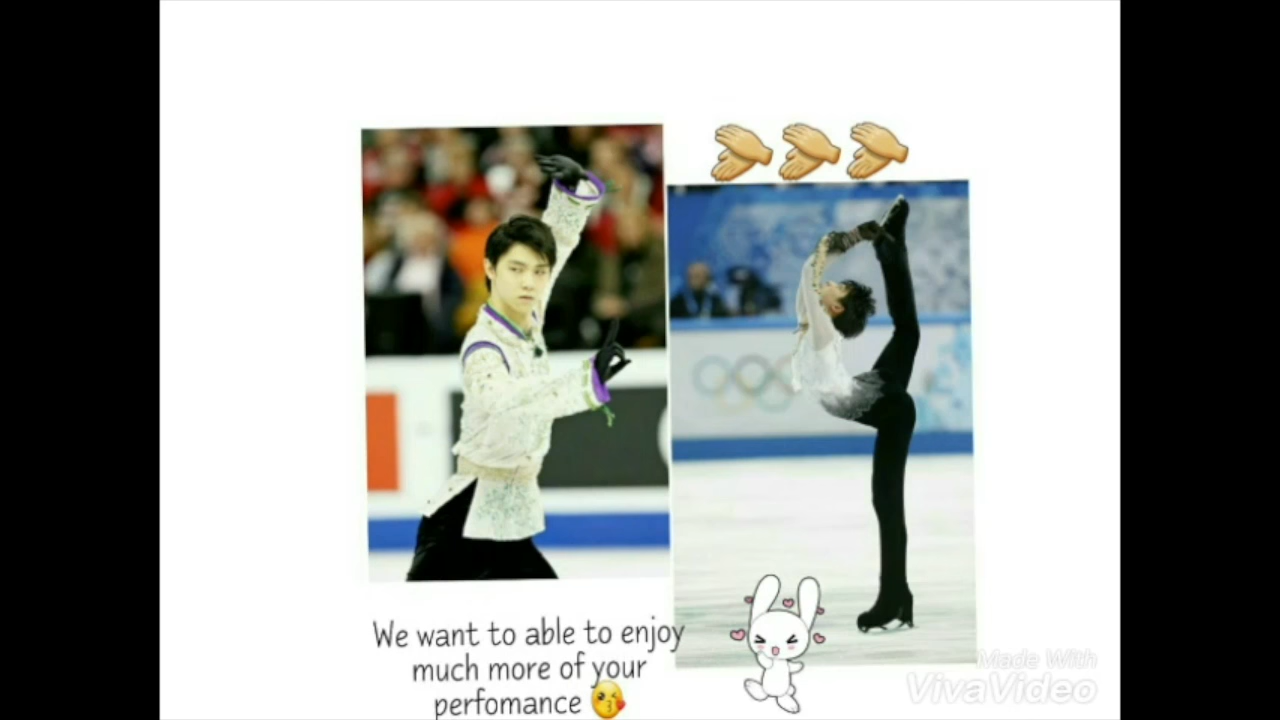 We want to able to enjoy
much more of your
perfomance 😘
Made With
VivaVideo